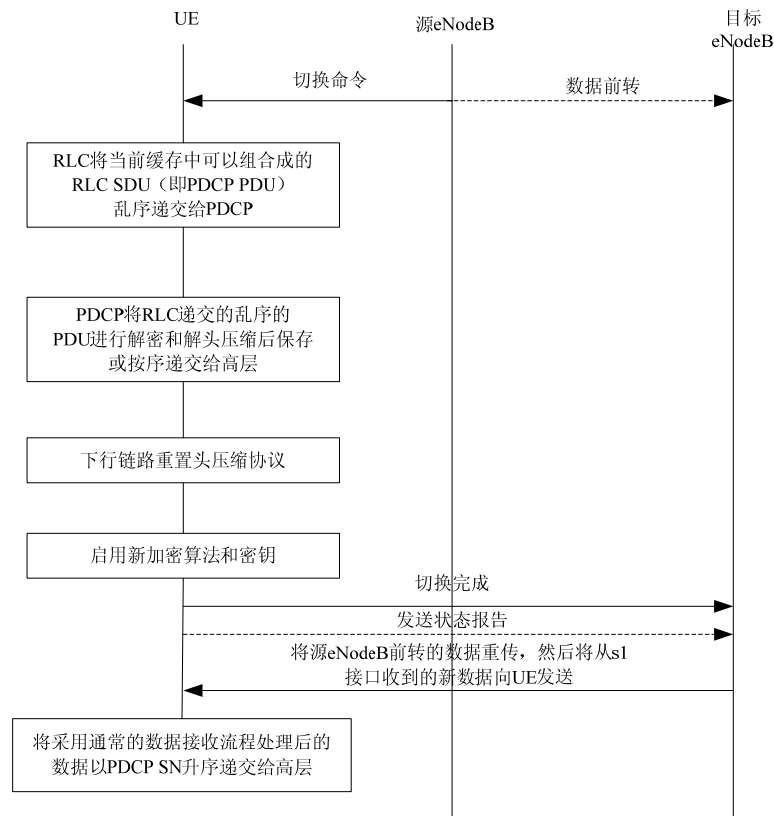 UE
源eNodeB
目标
eNodeB
切换命令
数据前转
RLC将当前缓存中可以组合成的
RLC SDU（即PDCP PDU）
乱序递交给PDCP
PDCP将RLC递交的乱序的
PDU进行解密和解头压缩后保存
或按序递交给高层
下行链路重置头压缩协议
启用新加密算法和密钥
切换完成
发送状态报告
将源eNodeB前转的数据重传，然后将从s1
接口收到的新数据向UE发送
将采用通常的数据接收流程处理后的
数据以PDCP SN升序递交给高层